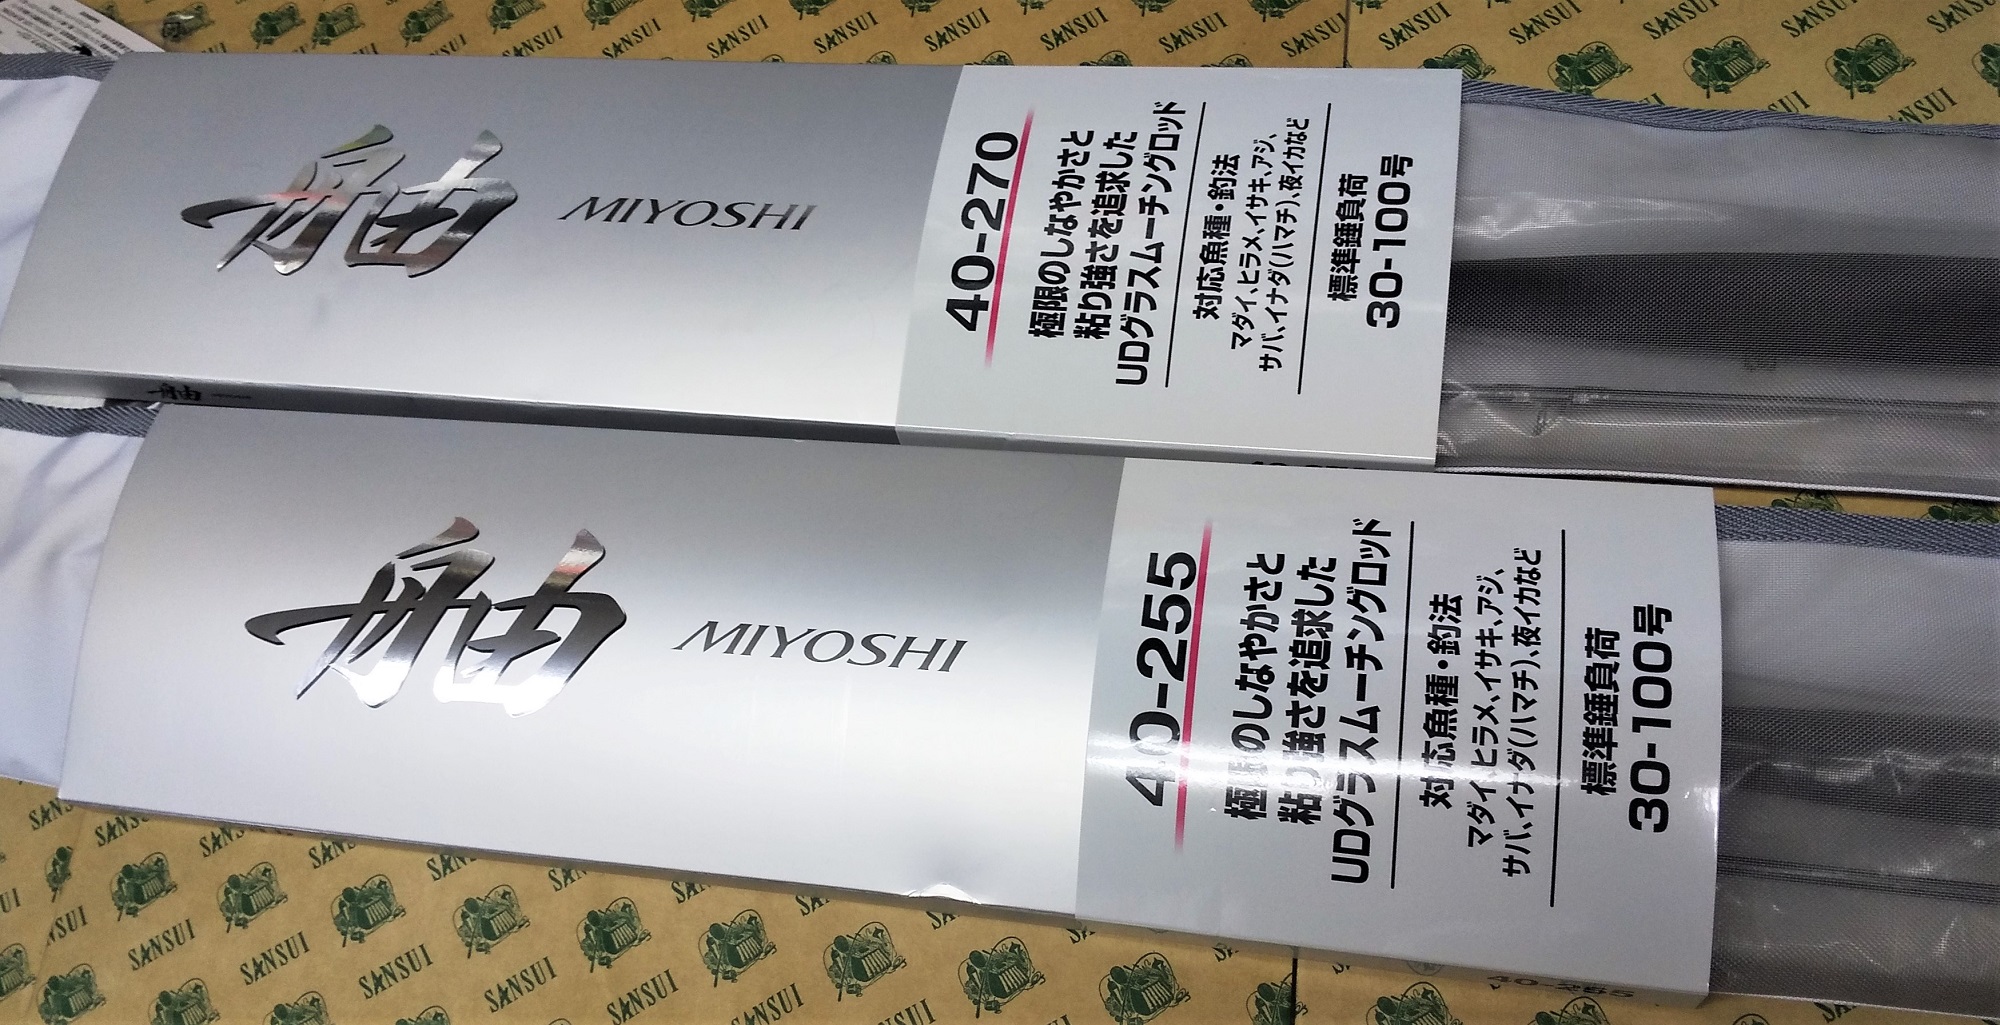 舳 MIYOSHI
40-270
極限のしなやかさと
粘り強さを追求した
UDグラスムーチングロッド
対応魚種・釣法
マダイ、ヒラメ、イサキ、アジ、
サバ、イナダ(ハマチ)、夜イカなど
標準錘負荷
30-100号
舳 MIYOSHI
40-255
極限のしなやかさと
粘り強さを追求した
UDグラスムーチングロッド
対応魚種・釣法
マダイ、ヒラメ、イサキ、アジ、
サバ、イナダ(ハマチ)、夜イカなど
標準錘負荷
30-100号
40-255
SANSUI